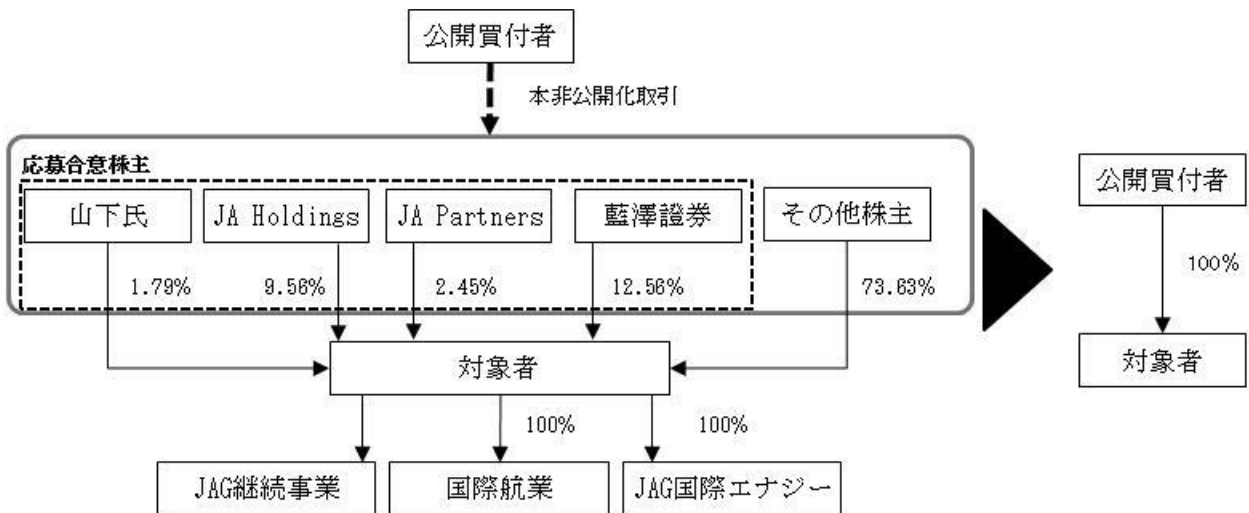 公開買付者
本非公開化取引
応募合意株主
山下氏
JA Holdings
JA Partners
藍澤證券
その他株主
1.79%
9.56%
2.45%
12.56%
73.63%
対象者
100%
100%
JAG継続事業
国際航業
JAG国際エナジー
公開買付者
100%
対象者